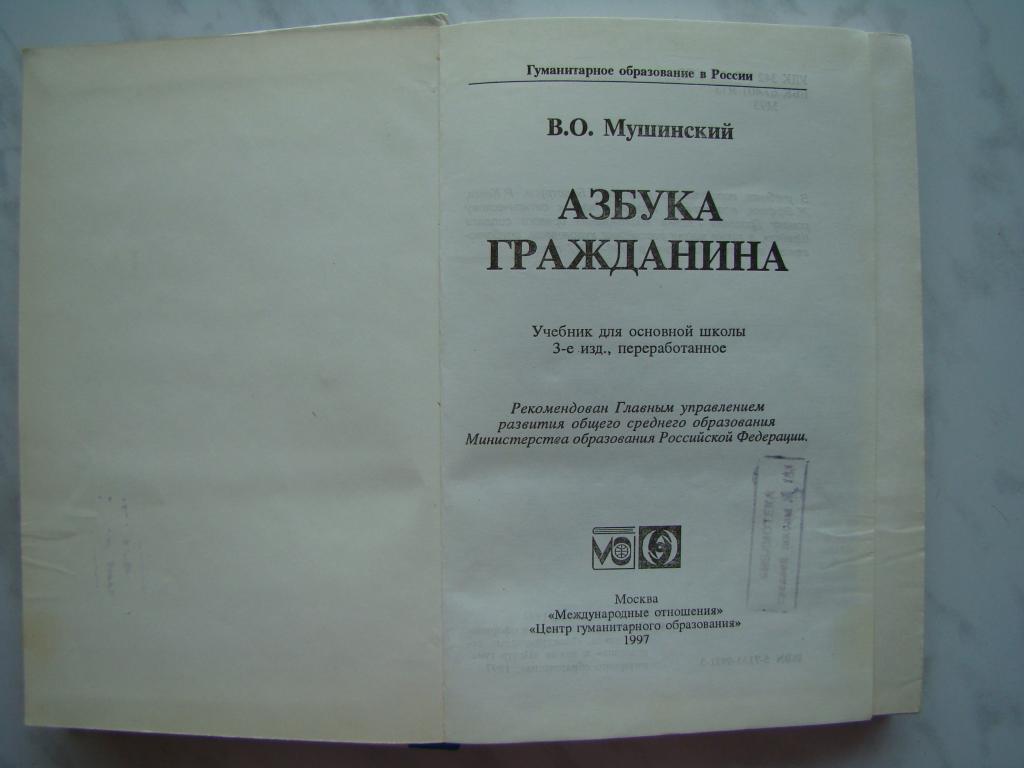 Гуманитарное образование в России
В.О. Мушинский
АЗБУКА
ГРАЖДАНИНА
Учебник для основной школы
3-е изд., переработанное
Рекомендован Главным управлением
развития общего среднего образования
Министерства образования Российской Федерации.
МО
Москва
«Международные отношения»
«Центр гуманитарного образования»
1997